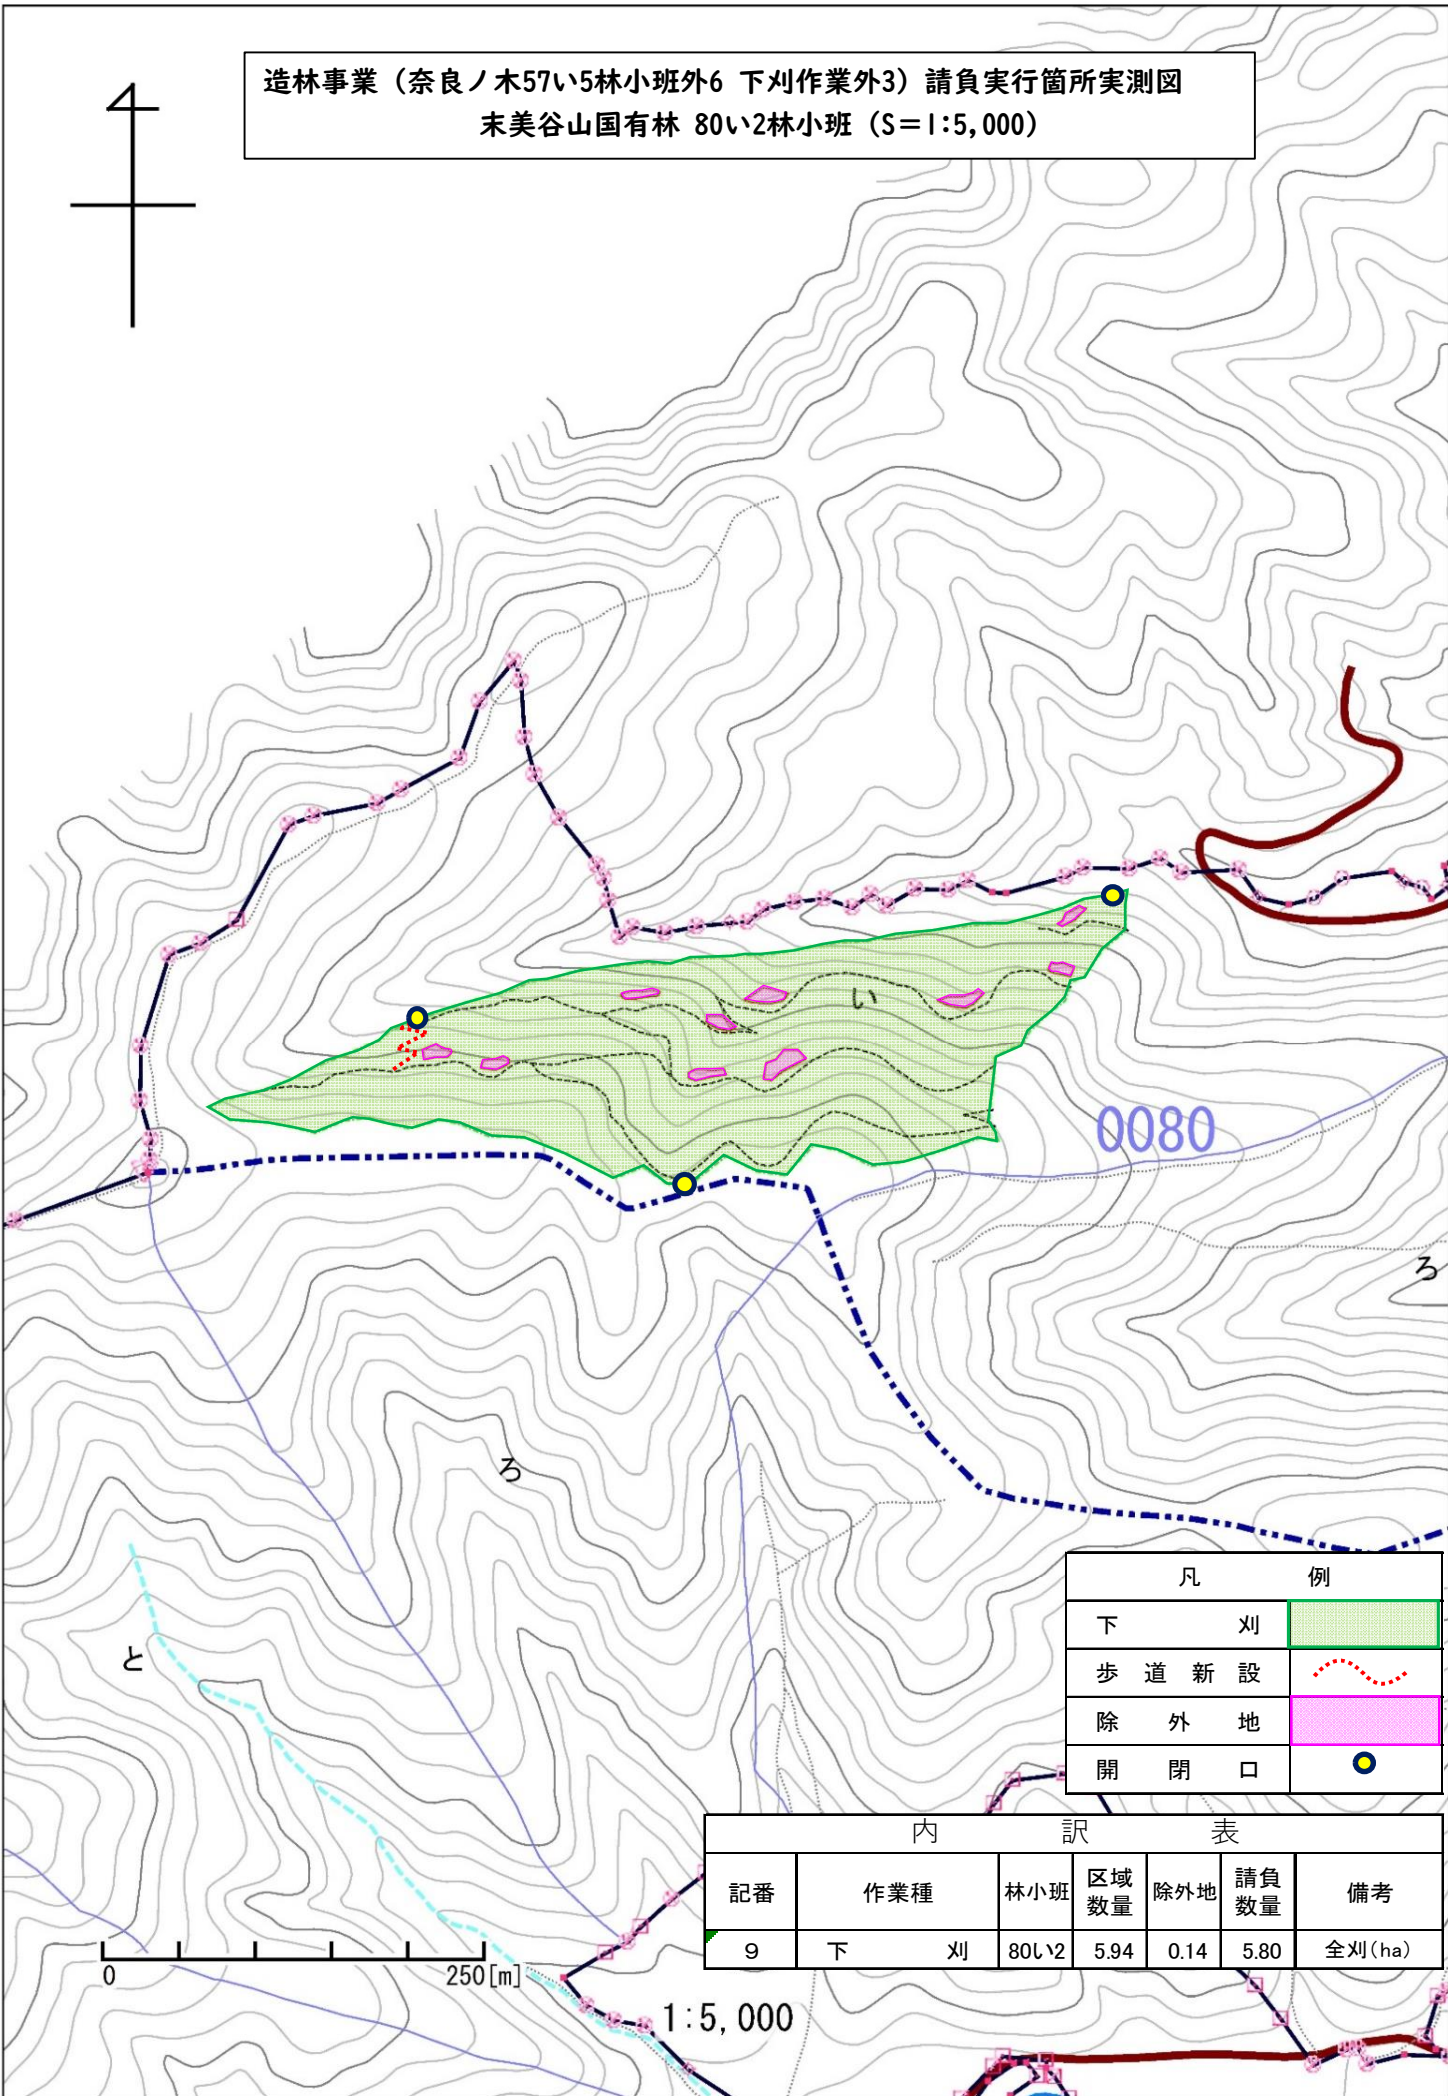 造林事業（奈良ノ木57い5林小班外6 下刈作業外3）請負実行箇所実測図
末美谷山国有林 80い2林小班（S＝1:5,000）
い
0080
ろ
ろ
と
凡 例
下 刈
歩 道 新 設
除 外 地
開 閉 口
内 訳 表
記番 作業種 林小班 区域数量 除外地 請負数量 備考
9 下 刈 80い2 5.94 0.14 5.80 全刈(ha)
0 250[m]
1:5,000